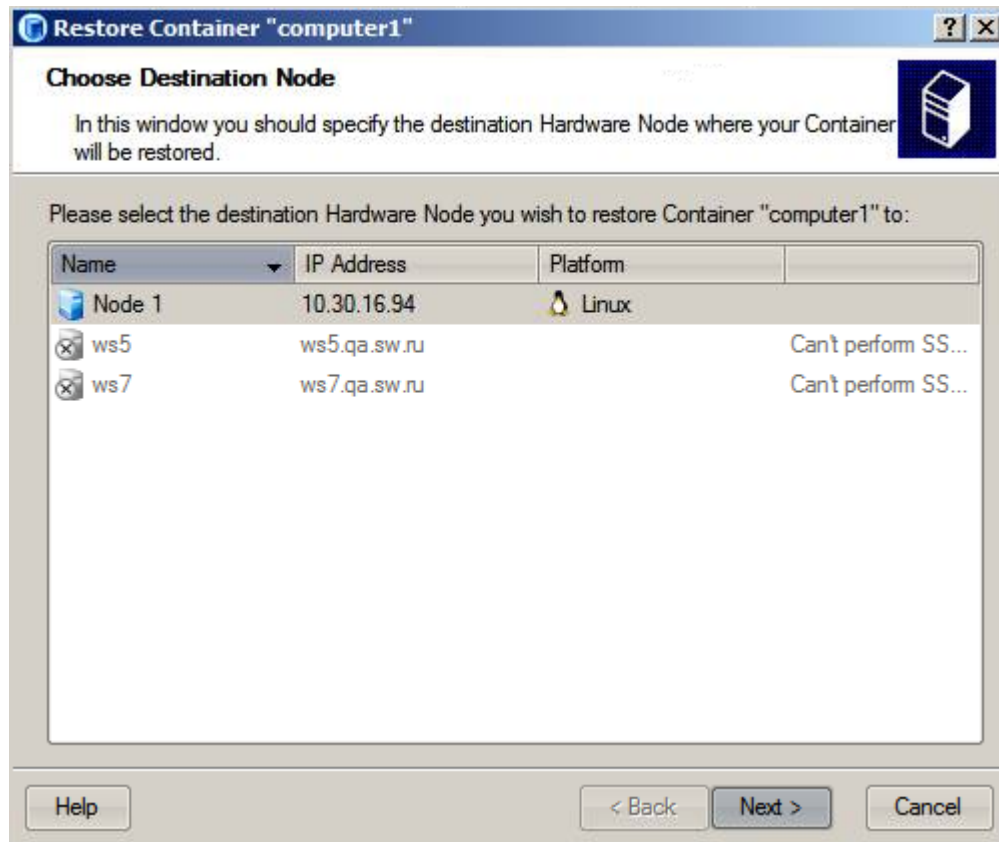 Restore Container "computer1"
Choose Destination Node
In this window you should specify the destination Hardware Node where your Container
will be restored.
Please select the destination Hardware Node you wish to restore Container "computer1" to:
Name IP Address Platform
Node 1 10.30.16.94 Linux
ws5 ws5.qa.sw.ru Can't perform SS...
ws7 ws7.qa.sw.ru Can't perform SS...
Help < Back Next > Cancel